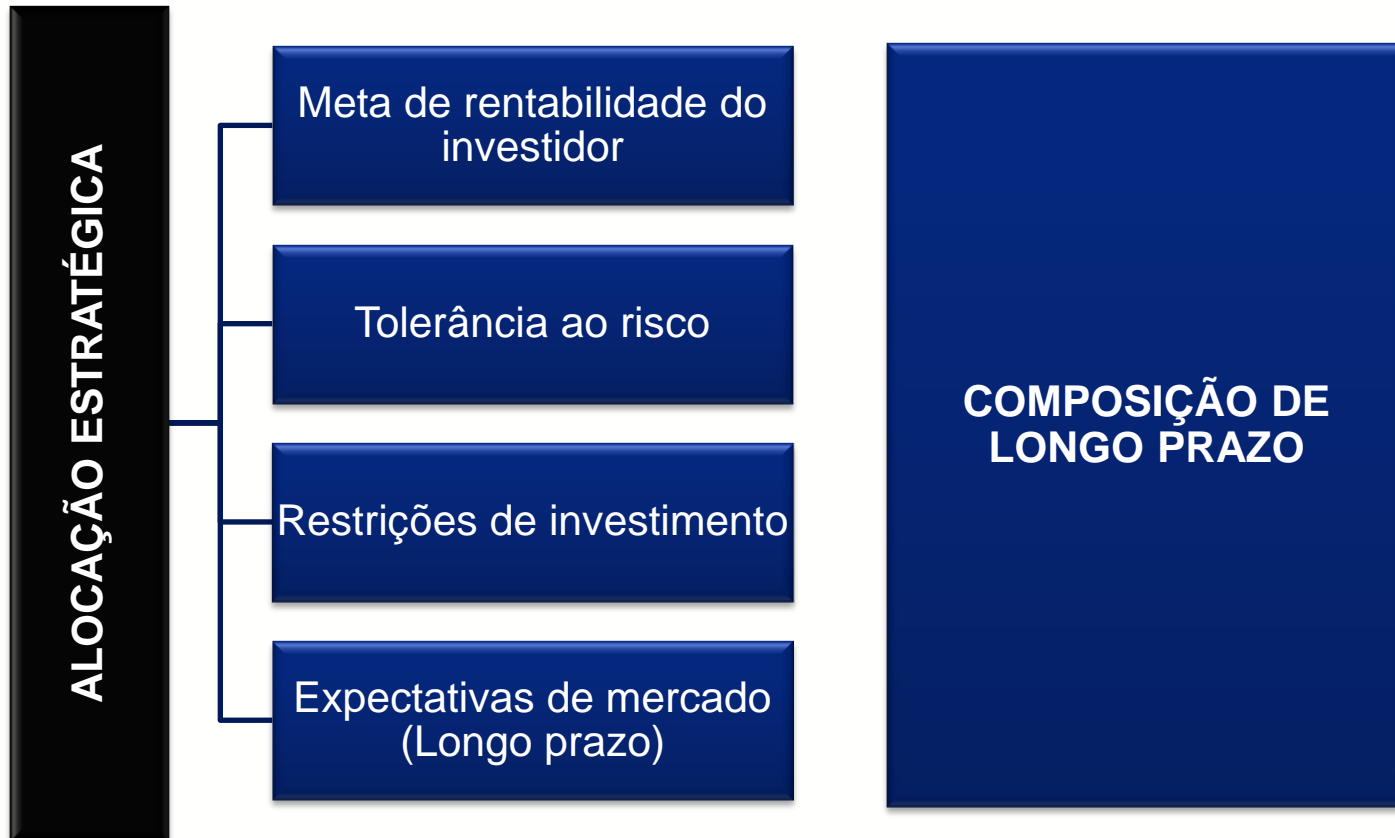 ALOCAÇÃO ESTRATÉGICA
Meta de rentabilidade do
investidor
Tolerância ao risco
Restrições de investimento
Expectativas de mercado
(Longo prazo)
COMPOSIÇÃO DE
LONGO PRAZO